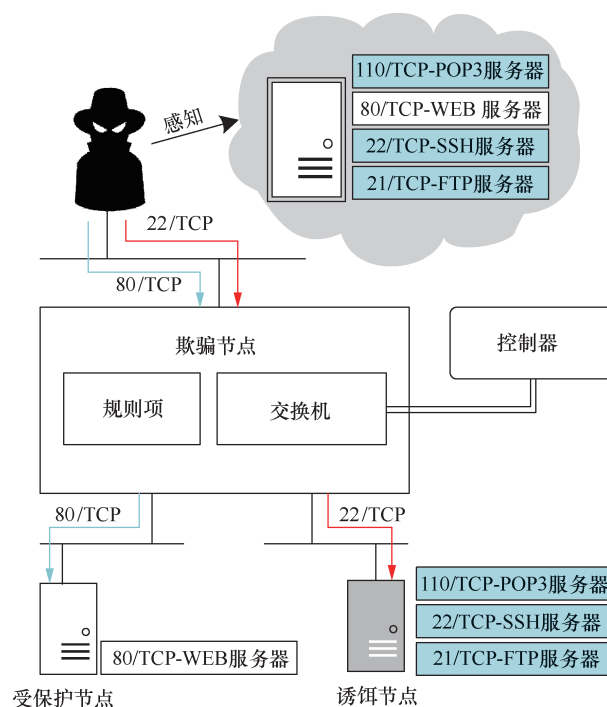 110/TCP-POP3服务器
80/TCP-WEB 服务器
22/TCP-SSH服务器
21/TCP-FTP服务器
感知
22/TCP
80/TCP
欺骗节点
控制器
规则项
交换机
80/TCP
22/TCP
110/TCP-POP3服务器
22/TCP-SSH服务器
21/TCP-FTP服务器
80/TCP-WEB服务器
受保护节点
诱饵节点